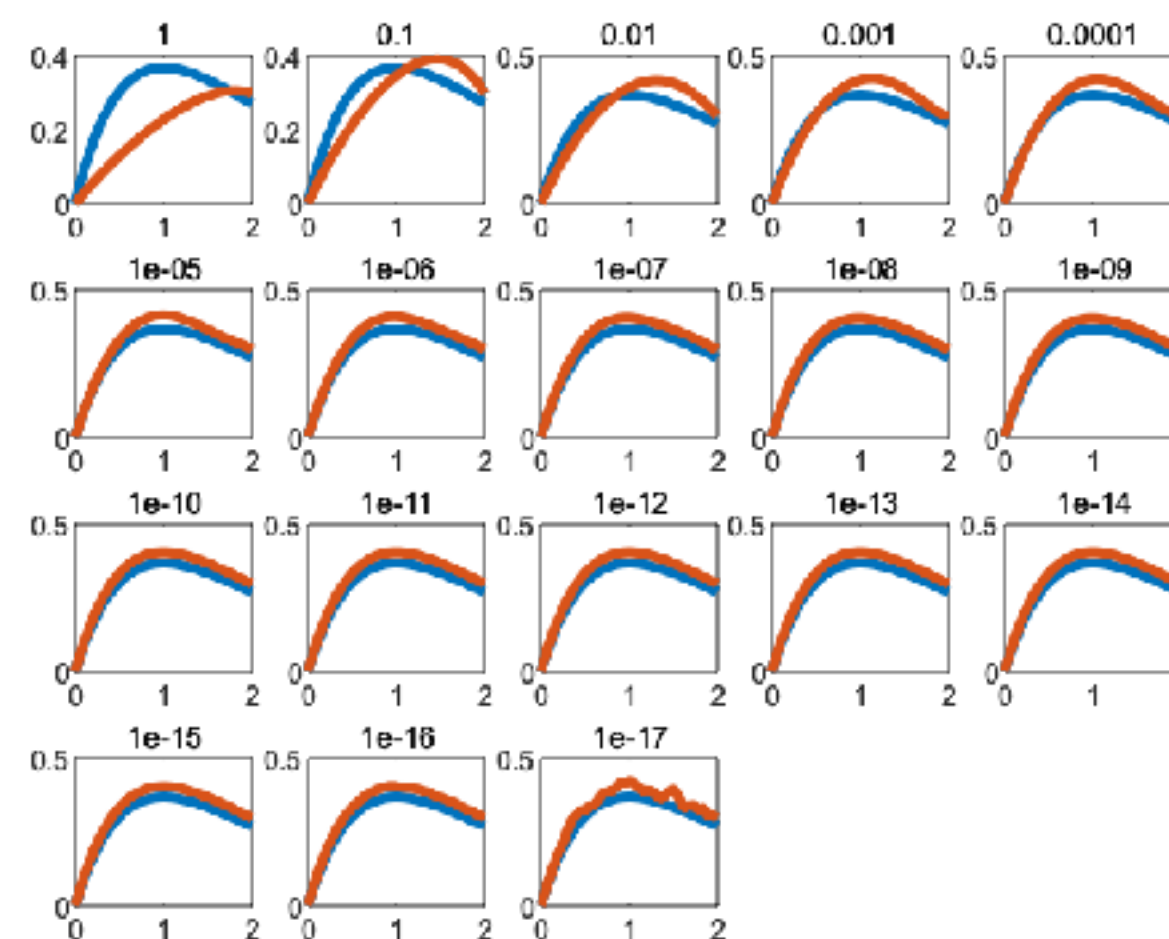 1 0.1 0.01 0.001 0.0001
0.4 0.4 0.5 0.5 0.5
0.2 0.2
0 0 0 0 0
0 1 2 0 1 2 0 1 2 0 1 2 0 1
1e-05 1e-06 1e-07 1e-08 1e-09
0.5 0.5 0.5 0.5 0.5
0 0 0 0 0
0 1 2 0 1 2 0 1 2 0 1 2 0 1
1e-10 1e-11 1e-12 1e-13 1e-14
0.5 0.5 0.5 0.5 0.5
0 0 0 0 0
0 1 2 0 1 2 0 1 2 0 1 2 0 1
1e-15 1e-16 1e-17
0.5 0.5 0.5
0 0 0
0 1 2 0 1 2 0 1 2